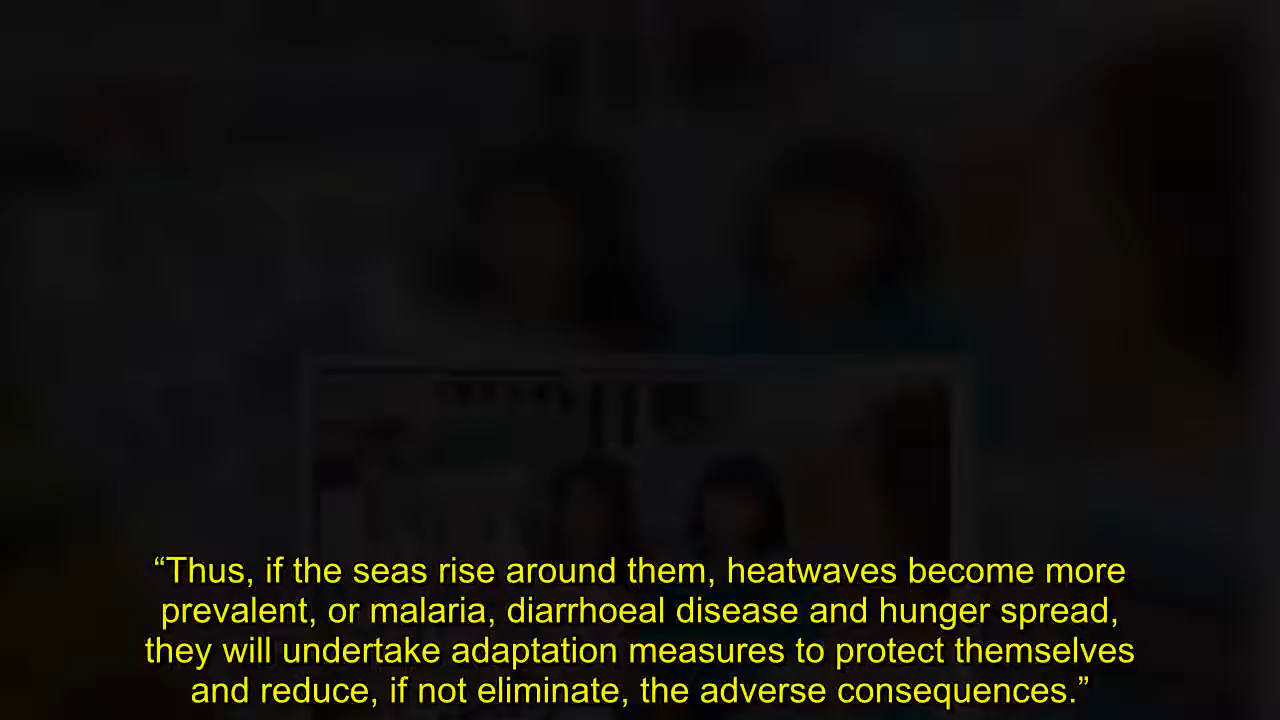 “Thus, if the seas rise around them, heatwaves become more
prevalent, or malaria, diarrhoeal disease and hunger spread,
they will undertake adaptation measures to protect themselves
and reduce, if not eliminate, the adverse consequences.”